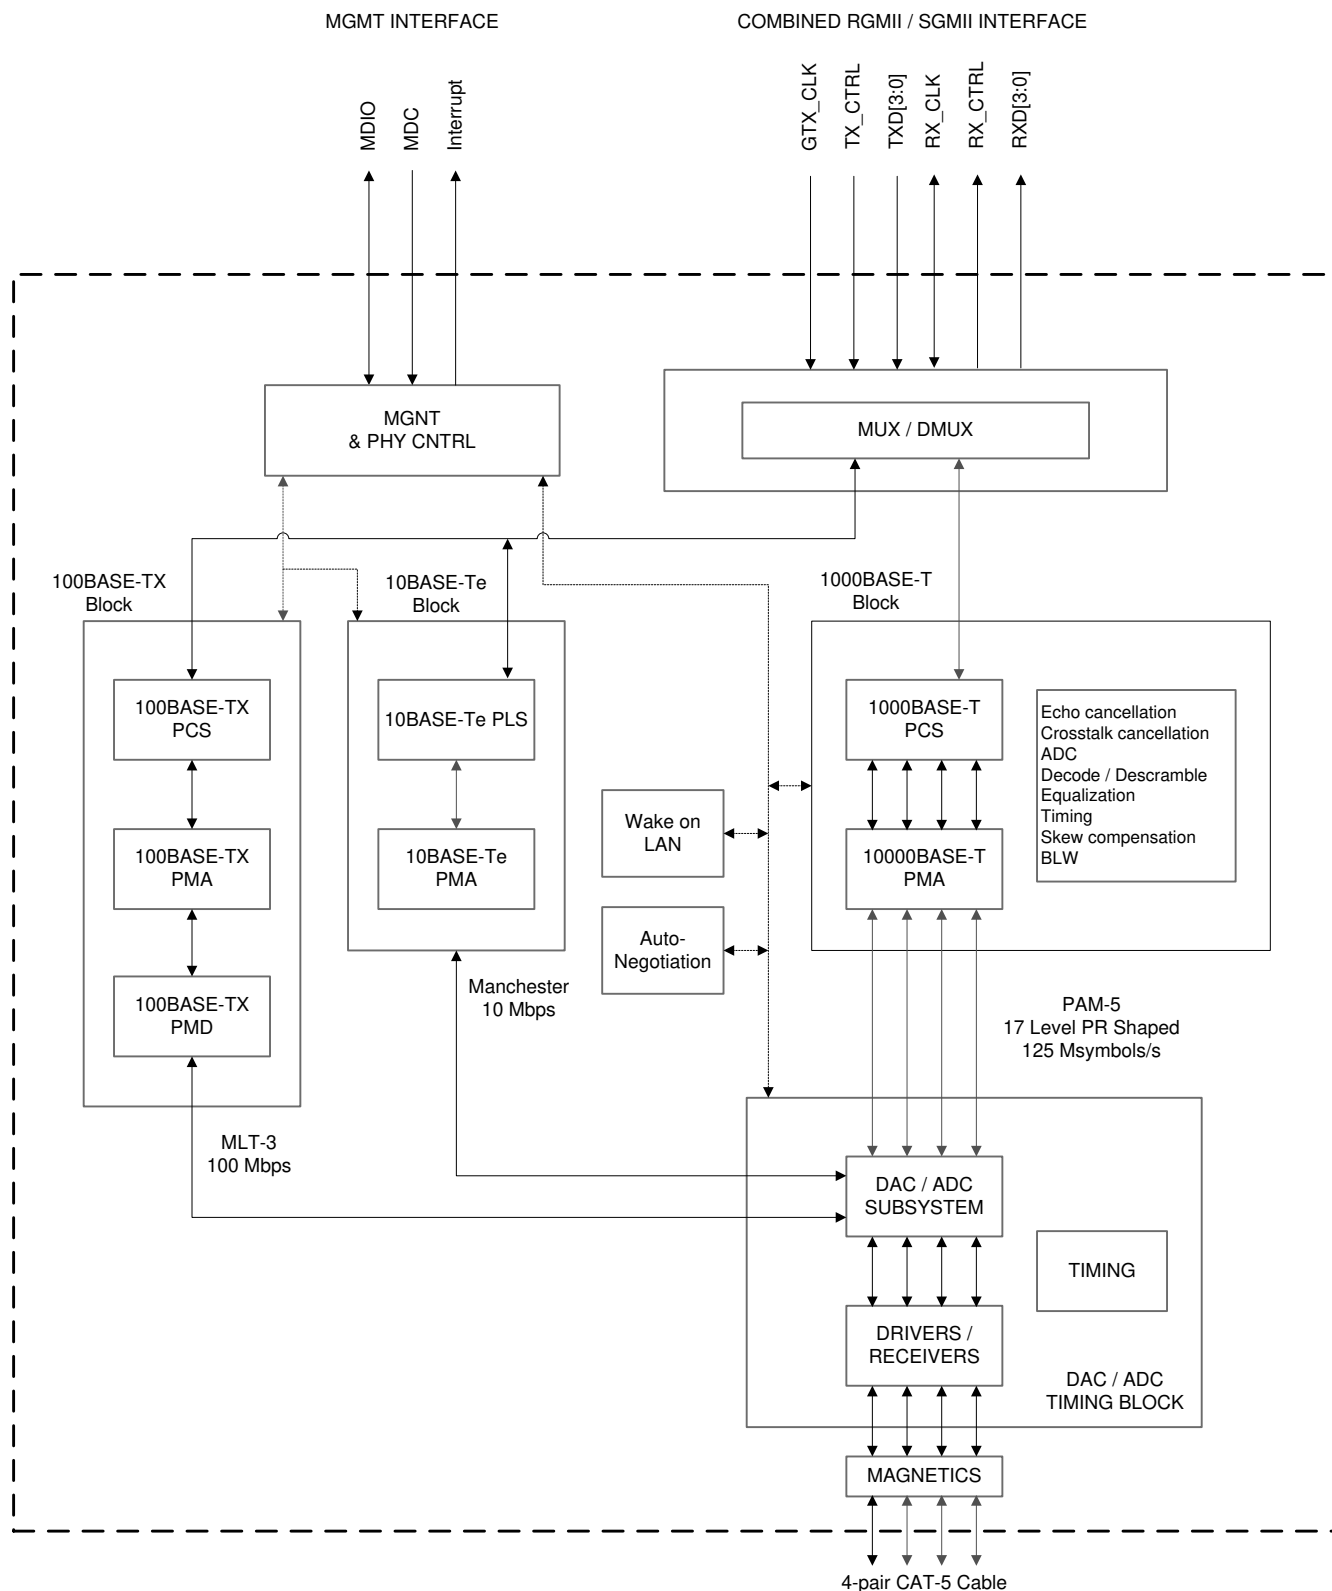 MGMT INTERFACE
COMBINED RGMII / SGMII INTERFACE
MDIO
MDC
Interrupt
GTX_CLK
TX_CTRL
TXD[3:0]
RX_CLK
RX_CTRL
RXD[3:0]
MGNT
& PHY CNTRL
MUX / DMUX
100BASE-TX
Block
10BASE-Te
Block
1000BASE-T
Block
100BASE-TX
PCS
10BASE-Te PLS
1000BASE-T
PCS
Echo cancellation
Crosstalk cancellation
ADC
Decode / Descramble
Equalization
Timing
Skew compensation
BLW
100BASE-TX
PMA
10BASE-Te
PMA
Wake on
LAN
10000BASE-T
PMA
Auto-
Negotiation
100BASE-TX
PMD
Manchester
10 Mbps
PAM-5
17 Level PR Shaped
125 Msymbols/s
MLT-3
100 Mbps
DAC / ADC
SUBSYSTEM
TIMING
DRIVERS /
RECEIVERS
DAC / ADC
TIMING BLOCK
MAGNETICS
4-pair CAT-5 Cable